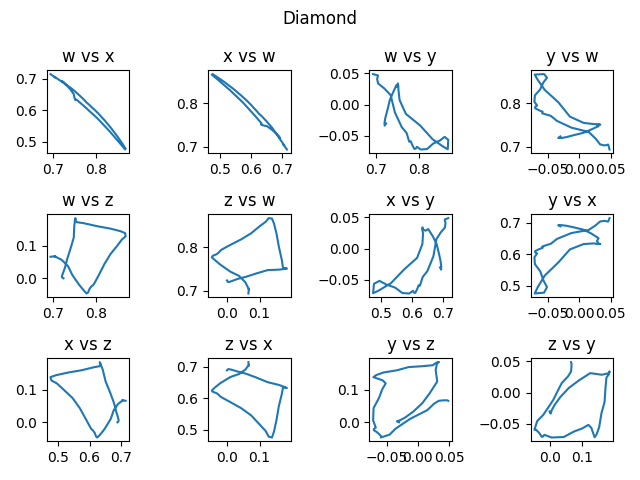 Diamond
w vs x
x vs w
w vs y
y vs w
0.7
0.6
0.5
0.7 0.8
0.8
0.7
0.5 0.6 0.7
0.05
0.00
−0.05
0.7 0.8
0.8
0.7
−0.05 0.00 0.05
w vs z
z vs w
x vs y
y vs x
0.1
0.0
0.7 0.8
0.8
0.7
0.0 0.1
0.05
0.00
−0.05
0.5 0.6 0.7
0.7
0.6
0.5
−0.05 0.00 0.05
x vs z
z vs x
y vs z
z vs y
0.1
0.0
0.5 0.6 0.7
0.7
0.6
0.5
0.0 0.1
0.1
0.0
−0.05 0.00 0.05
0.05
0.00
−0.05
0.0 0.1